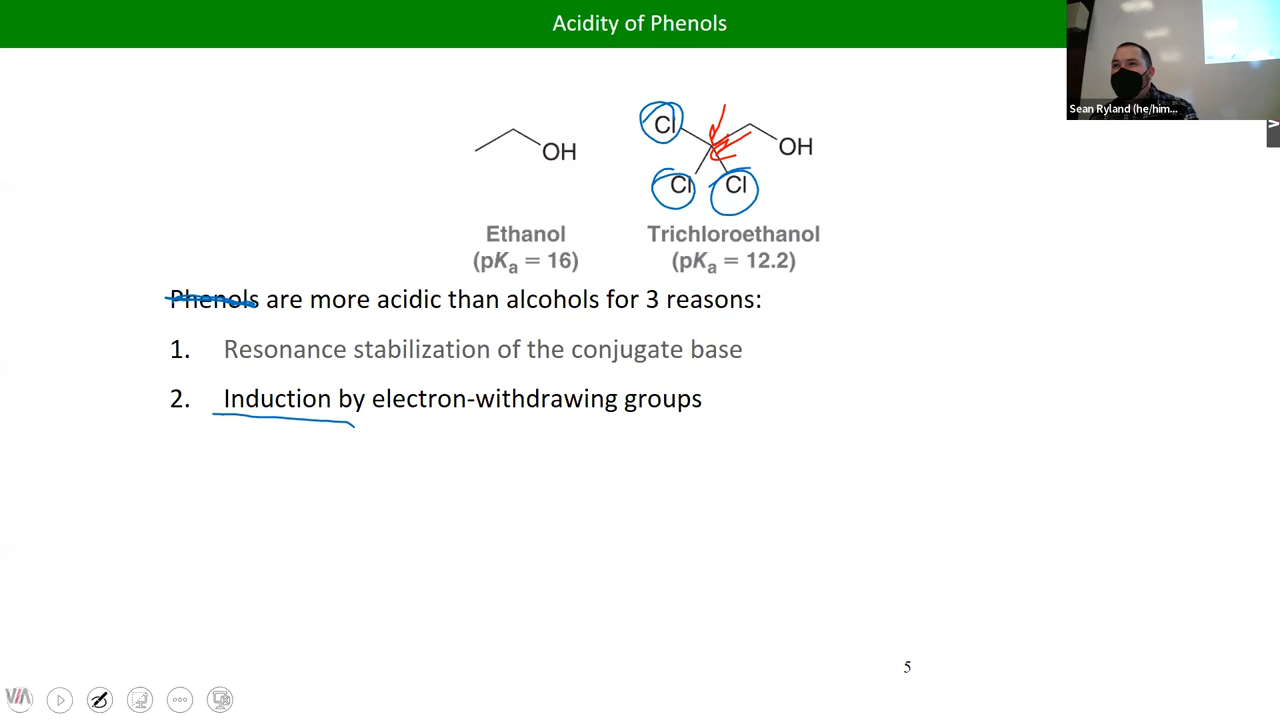 Acidity of Phenols
Sean Ryland (he/him...
Cl
OH
OH
Cl
Cl
Ethanol
Trichloroethanol
(pKa = 16)
(pKa = 12.2)
Phenols are more acidic than alcohols for 3 reasons:
1. Resonance stabilization of the conjugate base
2. Induction by electron-withdrawing groups
5
VIA